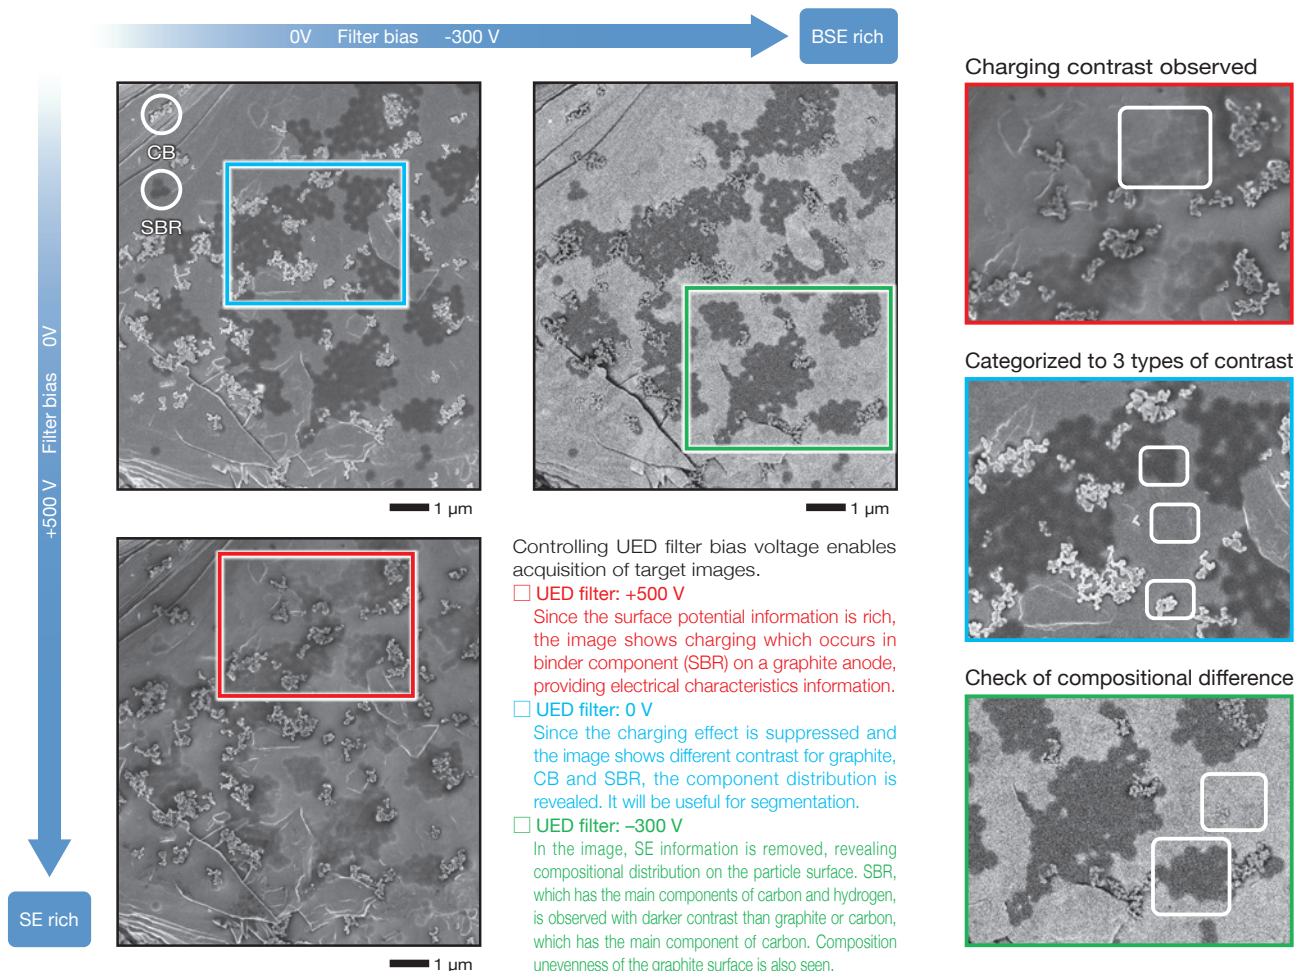 0V Filter bias -300 V
BSE rich
+500 V Filter bias 0V
SE rich
CB
SBR
1 µm
1 µm
1 µm
Controlling UED filter bias voltage enables
acquisition of target images.
□ UED filter: +500 V
Since the surface potential information is rich,
the image shows charging which occurs in
binder component (SBR) on a graphite anode,
providing electrical characteristics information.
□ UED filter: 0 V
Since the charging effect is suppressed and
the image shows different contrast for graphite,
CB and SBR, the component distribution is
revealed. It will be useful for segmentation.
□ UED filter: –300 V
In the image, SE information is removed, revealing
compositional distribution on the particle surface. SBR,
which has the main components of carbon and hydrogen,
is observed with darker contrast than graphite or carbon,
which has the main component of carbon. Composition
unevenness of the graphite surface is also seen.
Charging contrast observed
Categorized to 3 types of contrast
Check of compositional difference